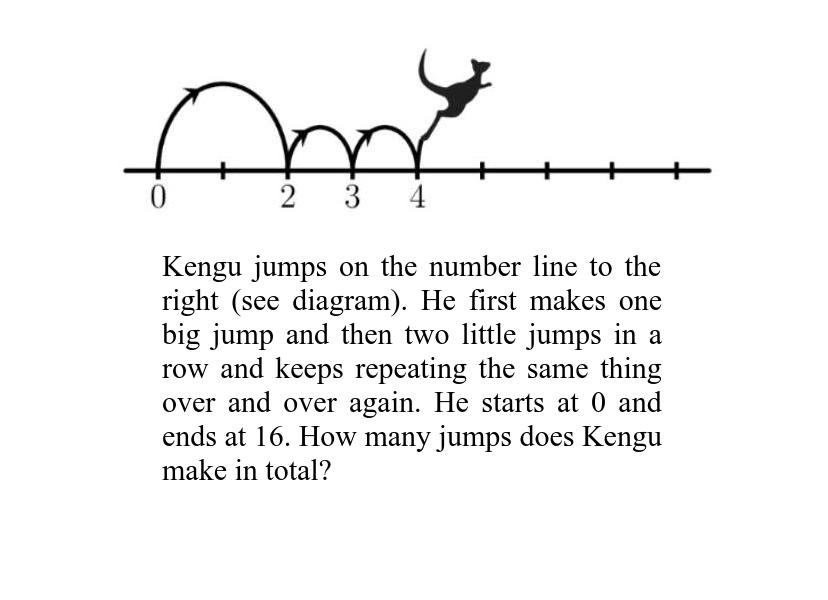 0 2 3 4
Kengu jumps on the number line to the
right (see diagram). He first makes one
big jump and then two little jumps in a
row and keeps repeating the same thing
over and over again. He starts at 0 and
ends at 16. How many jumps does Kengu
make in total?